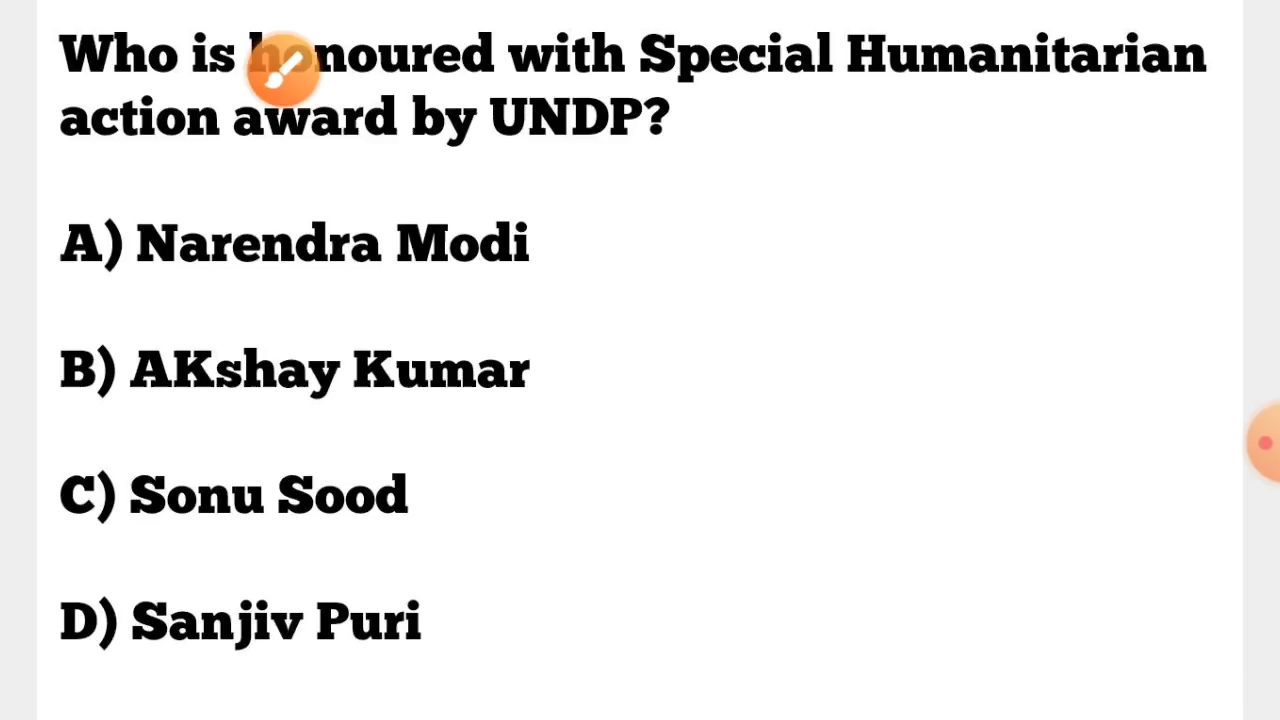 Who is honoured with Special Humanitarian
action award by UNDP?
A) Narendra Modi
B) AKshay Kumar
C) Sonu Sood
D) Sanjiv Puri